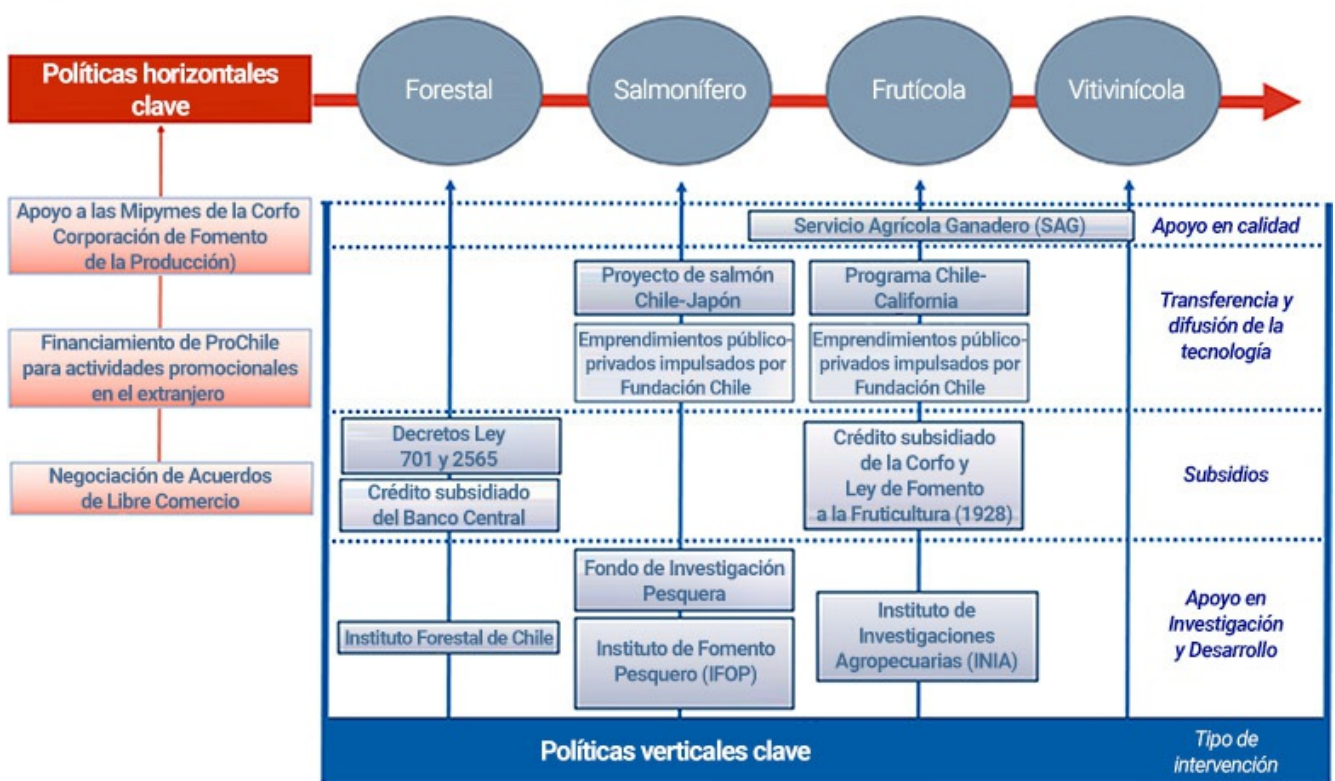 Políticas horizontales
clave
Forestal
Salmonífero
Frutícola
Vitivinícola
Apoyo a las Mipymes de la Corfo
Corporación de Fomento
de la Producción)
Financiamiento de ProChile
para actividades promocionales
en el extranjero
Negociación de Acuerdos
de Libre Comercio
Servicio Agrícola Ganadero (SAG)
Apoyo en calidad
Proyecto de salmón
Chile-Japón
Programa Chile-
California
Emprendimientos público-
privados impulsados por
Fundación Chile
Emprendimientos público-
privados impulsados por
Fundación Chile
Transferencia y
difusión de la
tecnología
Decretos Ley
701 y 2565
Crédito subsidiado
del Banco Central
Crédito subsidiado
de la Corfo y
Ley de Fomento
a la Fruticultura (1928)
Subsidios
Instituto Forestal de Chile
Fondo de Investigación
Pesquera
Instituto de Fomento
Pesquero (IFOP)
Instituto de
Investigaciones
Agropecuarias (INIA)
Apoyo en
Investigación
y Desarrollo
Políticas verticales clave
Tipo de
intervención